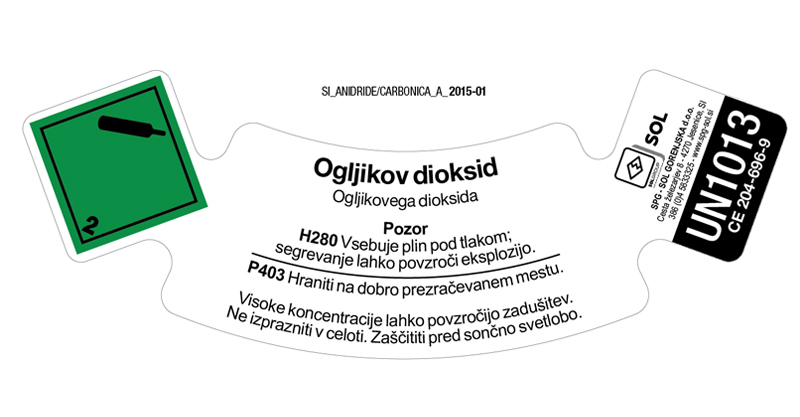 SI_ANIDRIDE/CARBONICA_A_2015-01
2
Ogljikov dioksid
Ogljikovega dioksida
Pozor
H280 Vsebuje plin pod tlakom;
segrevanje lahko povzroči eksplozijo.
P403 Hraniti na dobro prezračevanem mestu.
Visoke koncentracije lahko povzročijo zadušitev.
Ne izprazniti v celoti. Zaščititi pred sončno svetlobo.
SOL
SPG - SOL GORENJSKA d.o.o.
Cesta železarjev 8 - 4270 Jesenice, SI
386 (0)4 5833325 - www.spg-sol.si
UN1013
CE 204-696-9